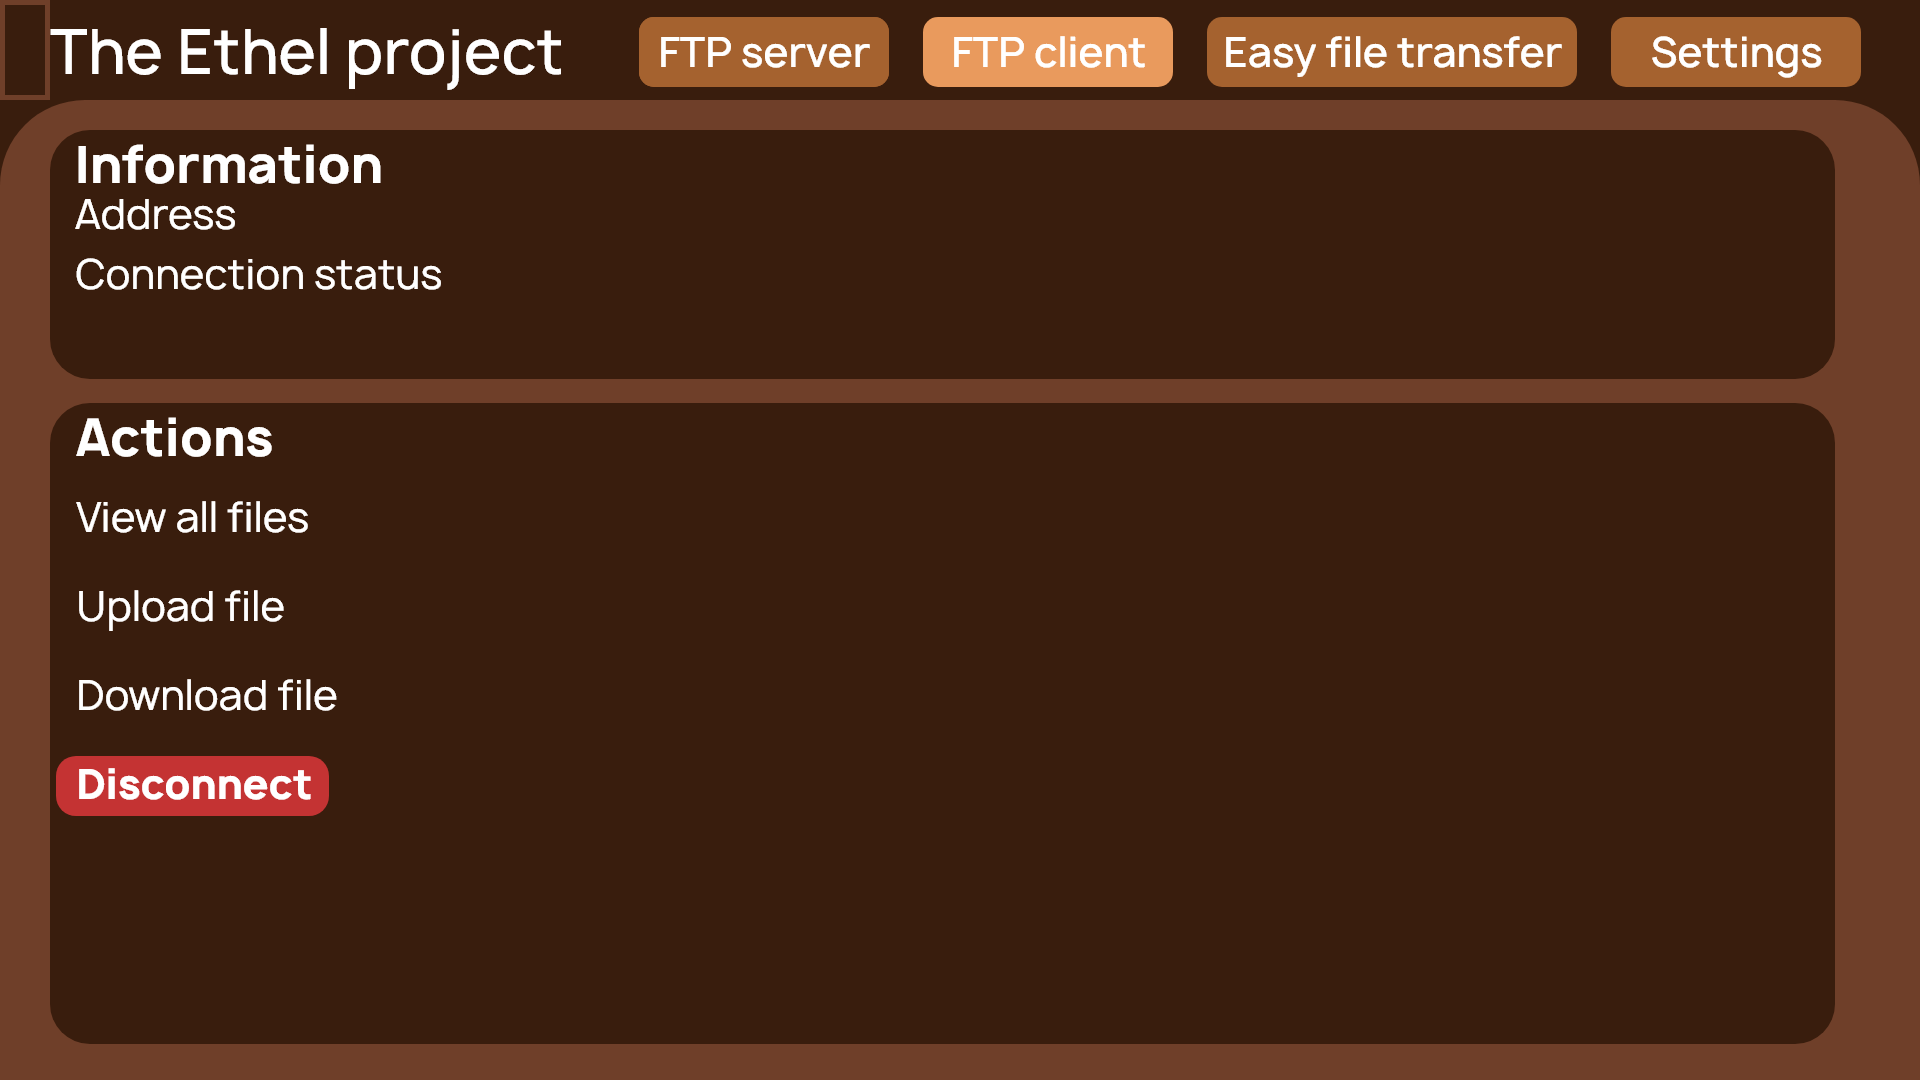 The Ethel project
FTP server
FTP client
Easy file transfer
Settings
Information
Address
Connection status
Actions
View all files
Upload file
Download file
Disconnect